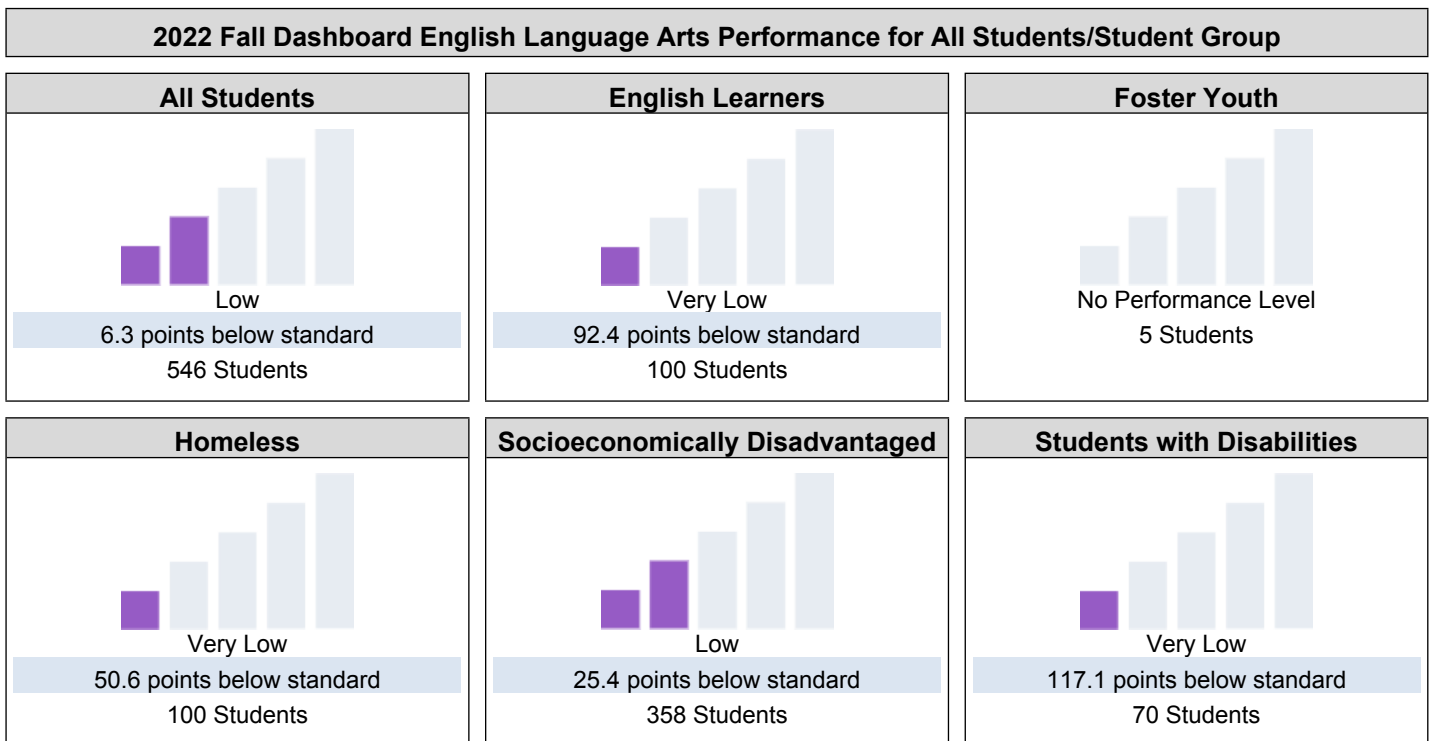 2022 Fall Dashboard English Language Arts Performance for All Students/Student Group
All Students
Low
6.3 points below standard
546 Students
English Learners
Very Low
92.4 points below standard
100 Students
Foster Youth
No Performance Level
5 Students
Homeless
Very Low
50.6 points below standard
100 Students
Socioeconomically Disadvantaged
Low
25.4 points below standard
358 Students
Students with Disabilities
Very Low
117.1 points below standard
70 Students